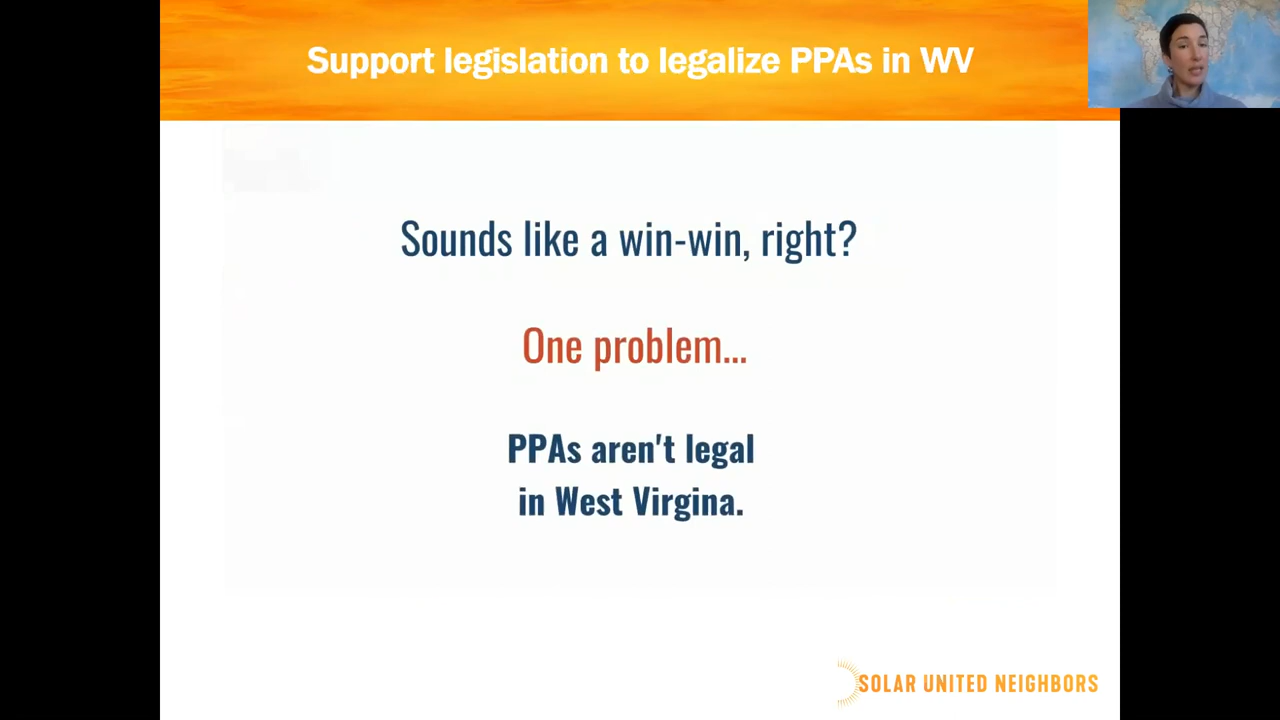 Support legislation to legalize PPAs in WV
Sounds like a win-win, right?
One problem...
PPAs aren't legal
in West Virgina.
SOLAR UNITED NEIGHBORS